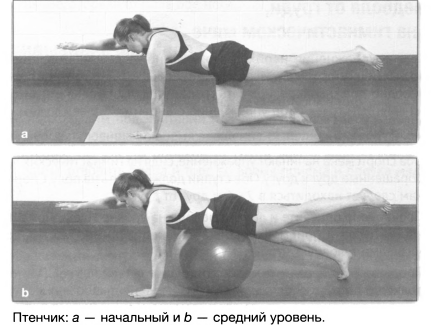 a
b
Птенчик: a — начальный и b — средний уровень.